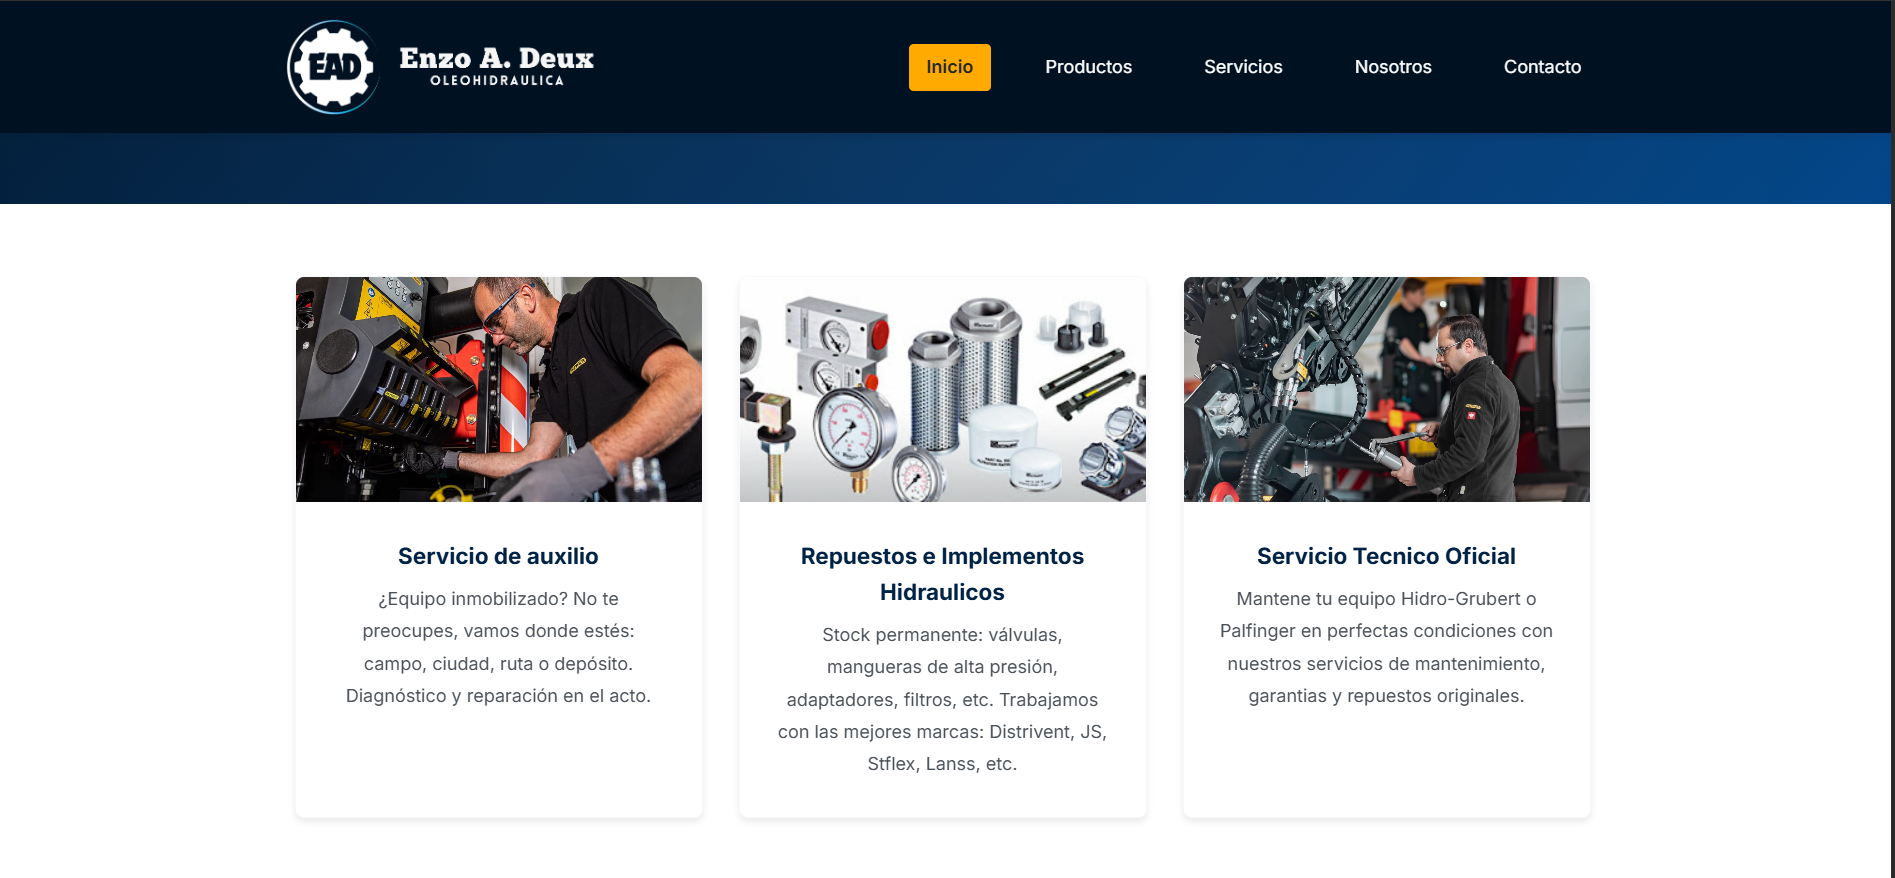 EAD
Enzo A. Deux
OLEOHIDRAULICA
Inicio
Productos
Servicios
Nosotros
Contacto
Servicio de auxilio
¿Equipo inmobilizado? No te
preocupes, vamos donde estés:
campo, ciudad, ruta o depósito.
Diagnóstico y reparación en el acto.
Repuestos e Implementos
Hidraulicos
Stock permanente: válvulas,
mangueras de alta presión,
adaptadores, filtros, etc. Trabajamos
con las mejores marcas: Distrivent, JS,
Stflex, Lanss, etc.
Servicio Tecnico Oficial
Mantene tu equipo Hidro-Grubert o
Palfinger en perfectas condiciones con
nuestros servicios de mantenimiento,
garantias y repuestos originales.